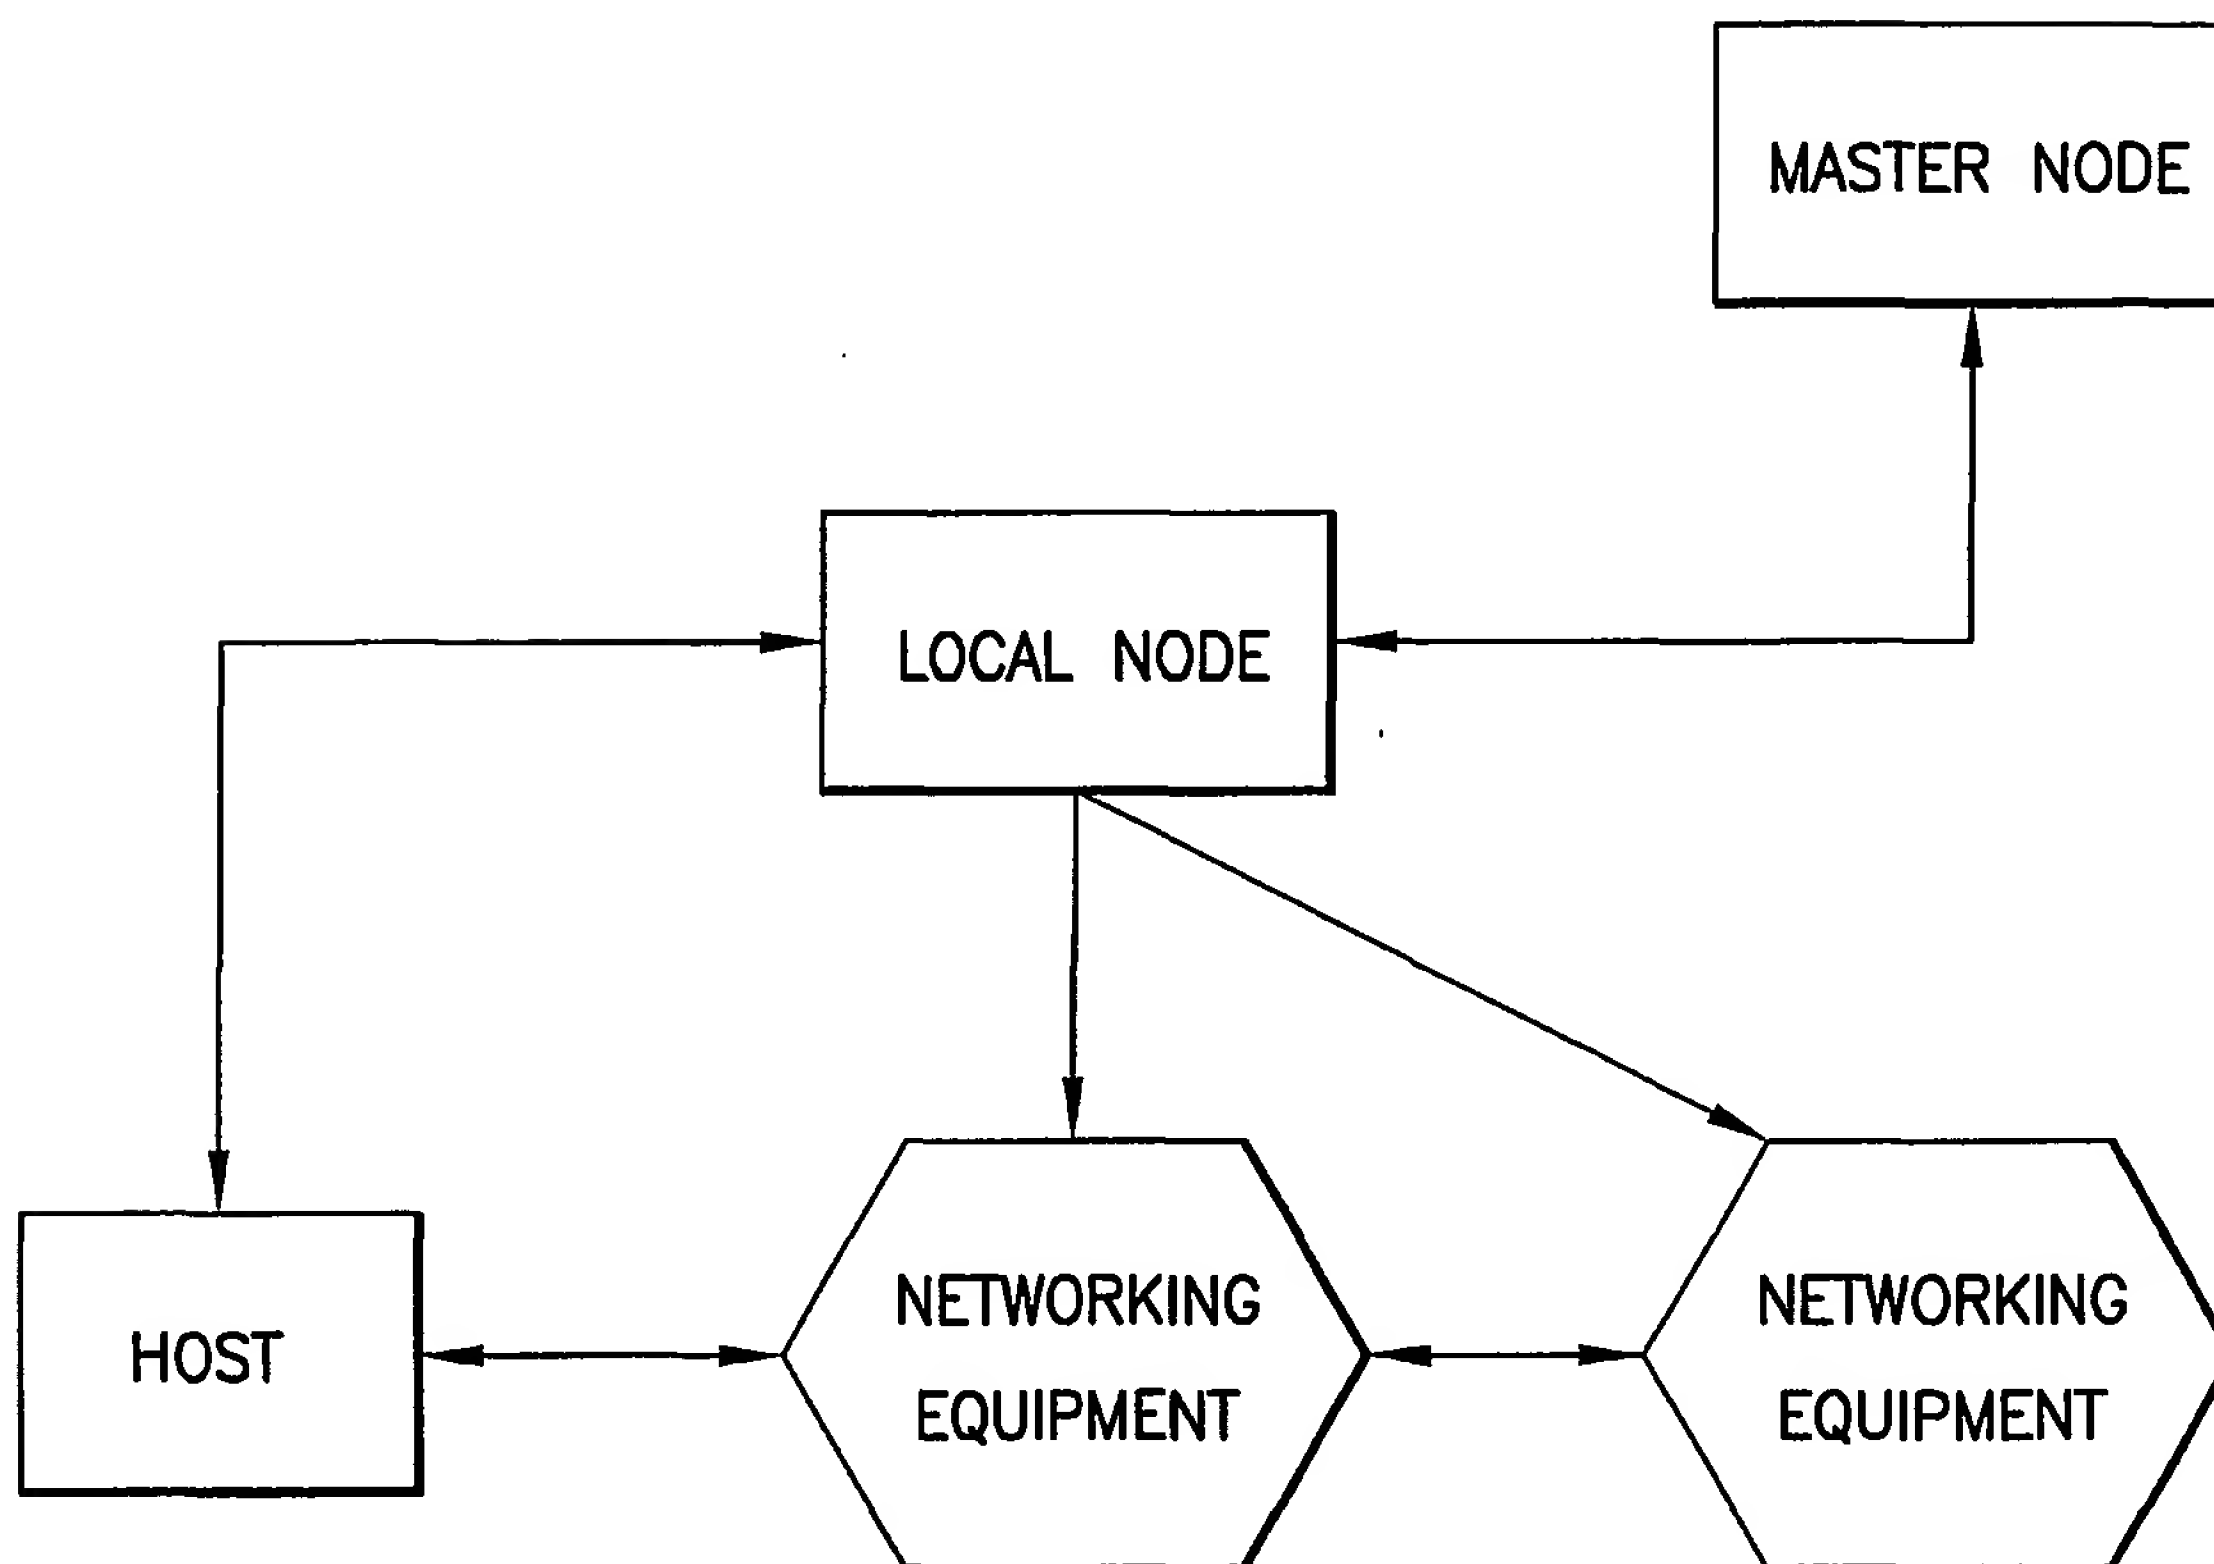 MASTER NODE
LOCAL NODE
HOST
NETWORKING
EQUIPMENT
NETWORKING
EQUIPMENT